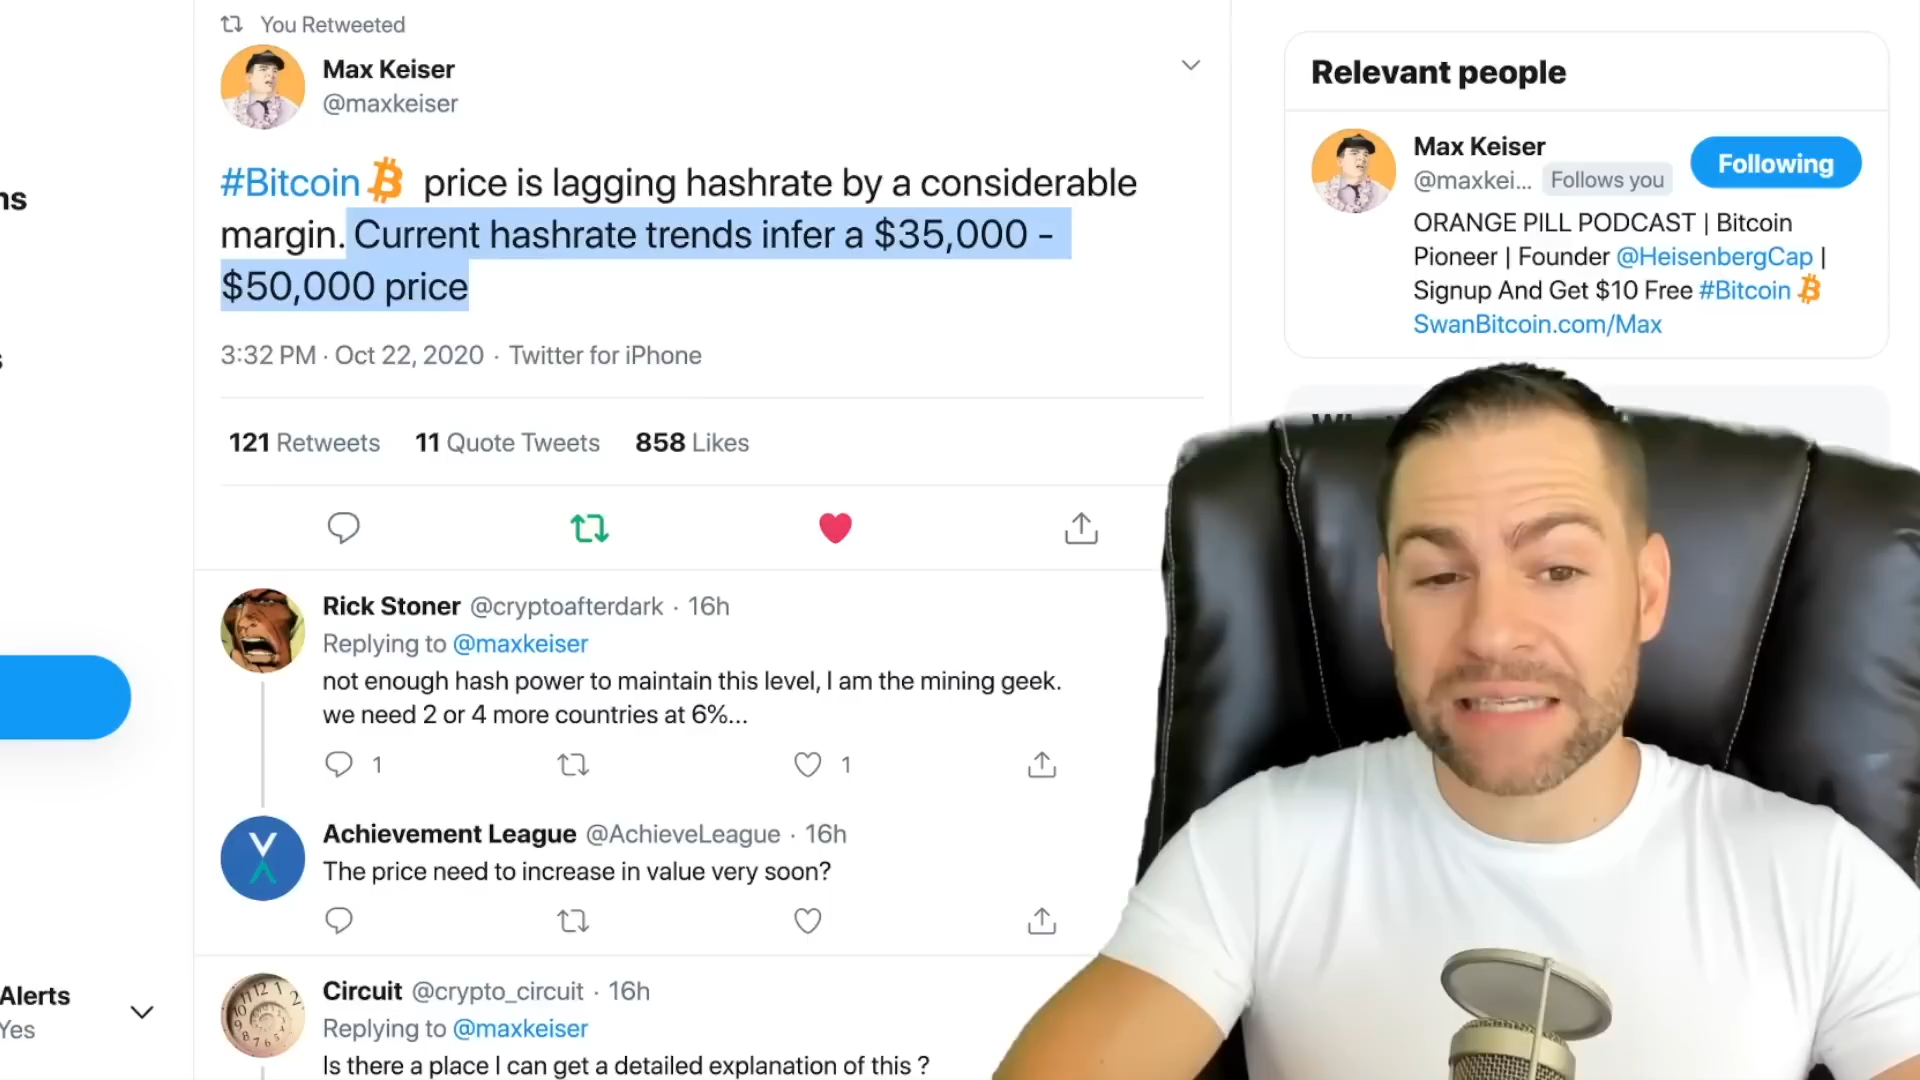 You Retweeted
Max Keiser
@maxkeiser
#Bitcoin price is lagging hashrate by a considerable
margin. Current hashrate trends infer a $35,000 -
$50,000 price
3:32 PM · Oct 22, 2020 · Twitter for iPhone
121 Retweets 11 Quote Tweets 858 Likes
Rick Stoner @cryptoafterdark · 16h
Replying to @maxkeiser
not enough hash power to maintain this level, I am the mining geek.
we need 2 or 4 more countries at 6%...
1 1
Achievement League @AchieveLeague · 16h
The price need to increase in value very soon?
Circuit @crypto_circuit · 16h
Replying to @maxkeiser
Is there a place I can get a detailed explanation of this ?
Relevant people
Max Keiser
@maxkei... Follows you
Following
ORANGE PILL PODCAST | Bitcoin
Pioneer | Founder @HeisenbergCap |
Signup And Get $10 Free #Bitcoin
SwanBitcoin.com/Max
Alerts
Yes